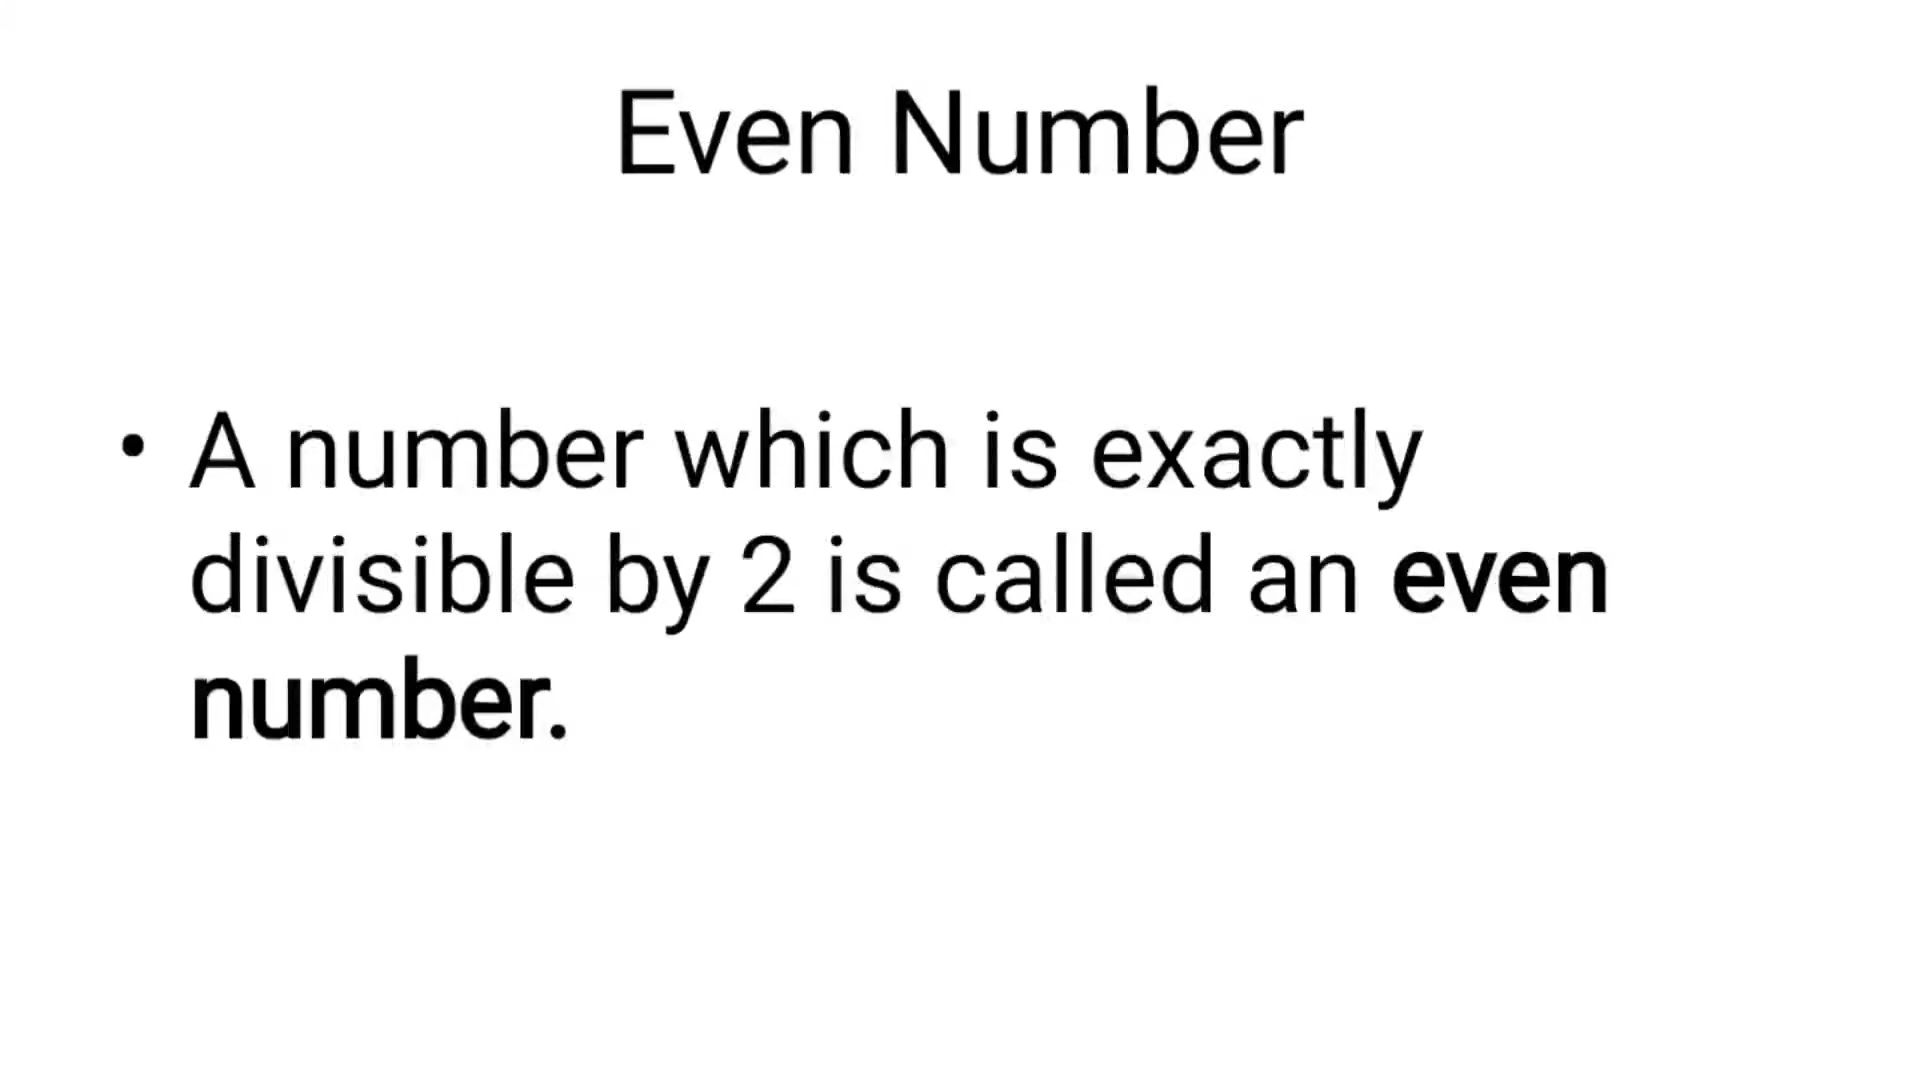 Even Number
• A number which is exactly
divisible by 2 is called an even
number.